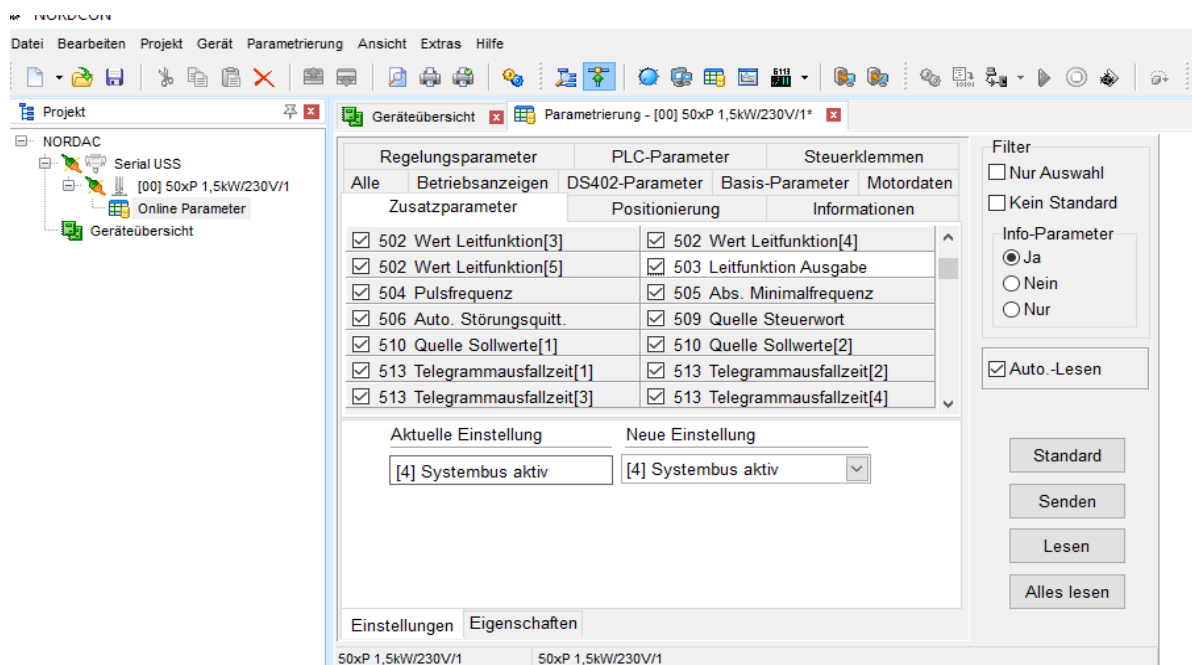 NORDCON
Datei Bearbeiten Projekt Gerät Parametrierung Ansicht Extras Hilfe
Projekt
NORDAC
Serial USS
[00] 50xP 1,5kW/230V/1
Online Parameter
Geräteübersicht
Geräteübersicht Parametrierung - [00] 50xP 1,5kW/230V/1*
Regelungsparameter PLC-Parameter Steuerklemmen
Alle Betriebsanzeigen DS402-Parameter Basis-Parameter Motordaten
Zusatzparameter Positionierung Informationen
502 Wert Leitfunktion[3] 502 Wert Leitfunktion[4]
502 Wert Leitfunktion[5] 503 Leitfunktion Ausgabe
504 Pulsfrequenz 505 Abs. Minimalfrequenz
506 Auto. Störungsquitt. 509 Quelle Steuerwort
510 Quelle Sollwerte[1] 510 Quelle Sollwerte[2]
513 Telegrammausfallzeit[1] 513 Telegrammausfallzeit[2]
513 Telegrammausfallzeit[3] 513 Telegrammausfallzeit[4]
Aktuelle Einstellung Neue Einstellung
[4] Systembus aktiv [4] Systembus aktiv
Einstellungen Eigenschaften
50xP 1,5kW/230V/1 50xP 1,5kW/230V/1
Filter
Nur Auswahl
Kein Standard
Info-Parameter
Ja
Nein
Nur
Auto.-Lesen
Standard
Senden
Lesen
Alles lesen